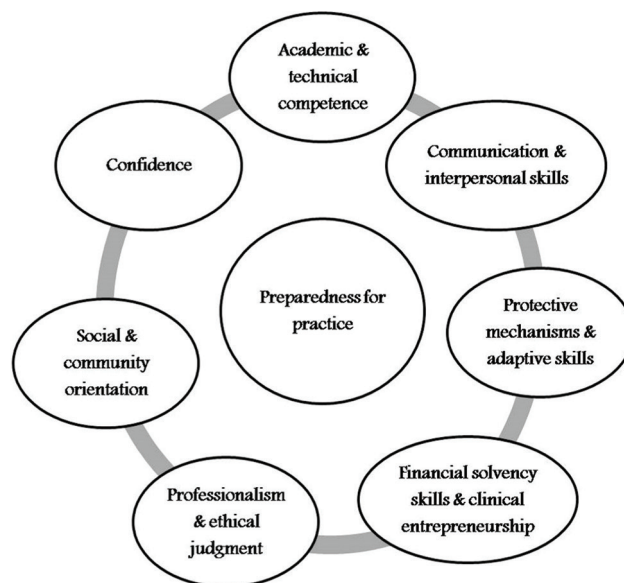 Academic &
technical
competence
Confidence
Communication &
interpersonal skills
Preparedness for
practice
Protective
mechanisms &
adaptive skills
Social &
community
orientation
Financial solvency
skills & clinical
entrepreneurship
Professionalism
& ethical
judgment